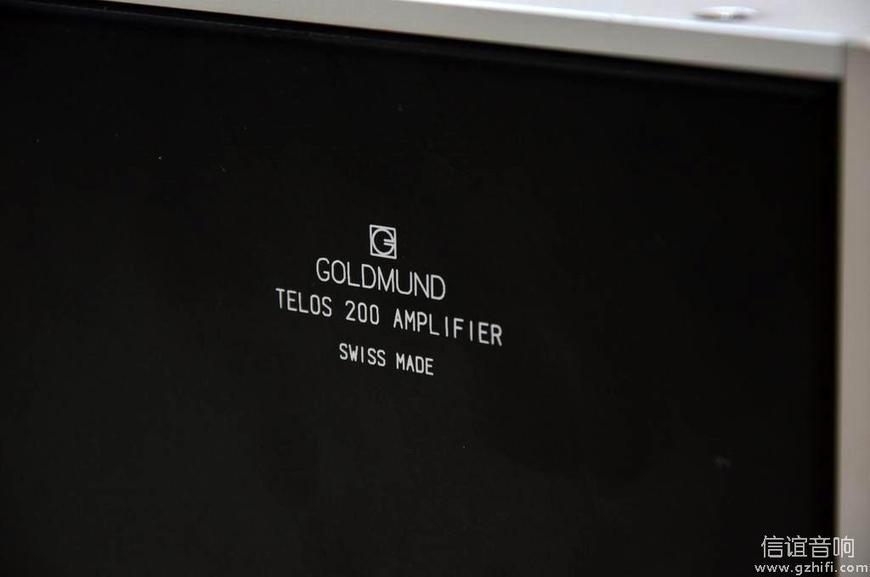 GOLDMUND
TELOS 200 AMPLIFIER
SWISS MADE
信谊音响
www.gzhifi.com